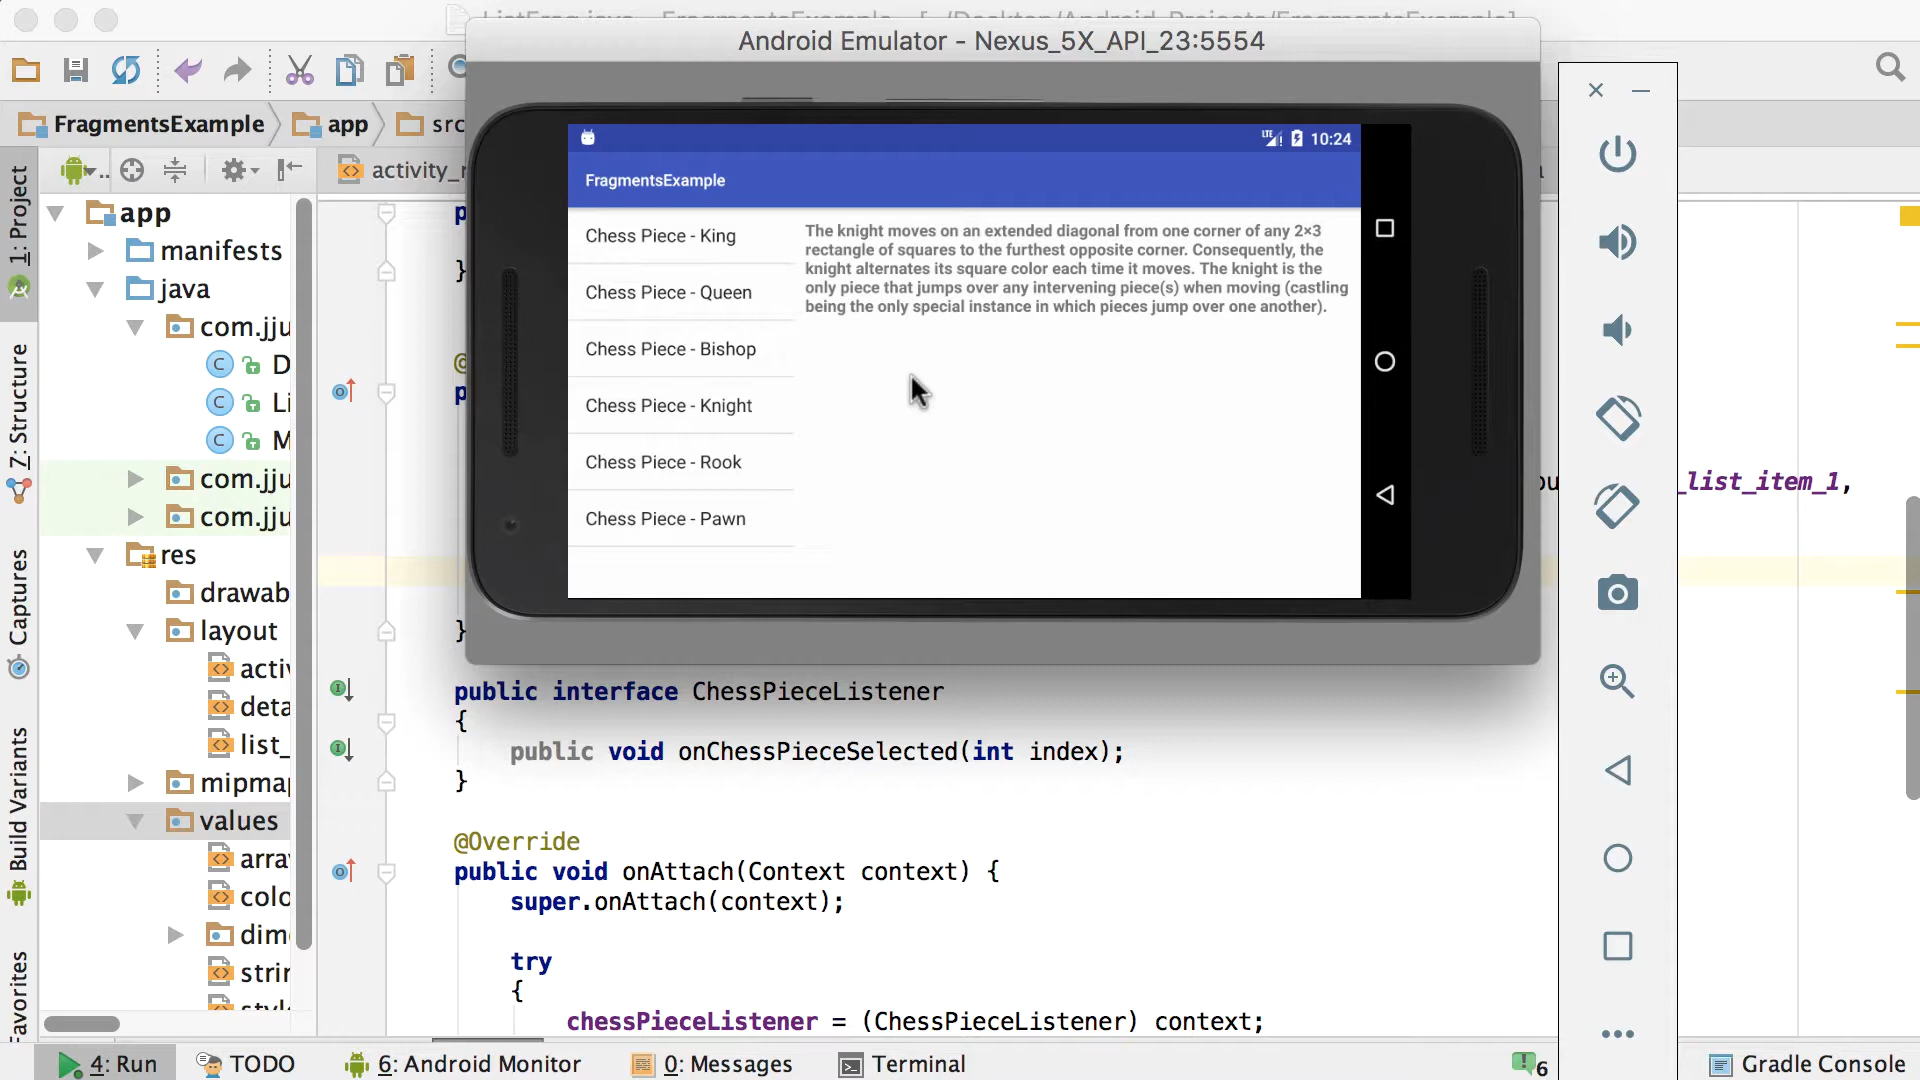 Android Emulator - Nexus_5X_API_23:5554
FragmentsExample
app
src
activity_r
1: Project
Z: Structure
Captures
Build Variants
Favorites
app
manifests
java
com.jju
D
Li
M
com.jju
com.jju
res
drawab
layout
activ
deta
list_
mipmap
values
array
colo
dime
strin
LTE
10:24
FragmentsExample
Chess Piece - King
Chess Piece - Queen
Chess Piece - Bishop
Chess Piece - Knight
Chess Piece - Rook
Chess Piece - Pawn
The knight moves on an extended diagonal from one corner of any 2×3
rectangle of squares to the furthest opposite corner. Consequently, the
knight alternates its square color each time it moves. The knight is the
only piece that jumps over any intervening piece(s) when moving (castling
being the only special instance in which pieces jump over one another).
_list_item_1,
}
}
public interface ChessPieceListener
{
public void onChessPieceSelected(int index);
}
@Override
public void onAttach(Context context) {
super.onAttach(context);
try
{
chessPieceListener = (ChessPieceListener) context;
4: Run
TODO
6: Android Monitor
0: Messages
Terminal
6
Gradle Console